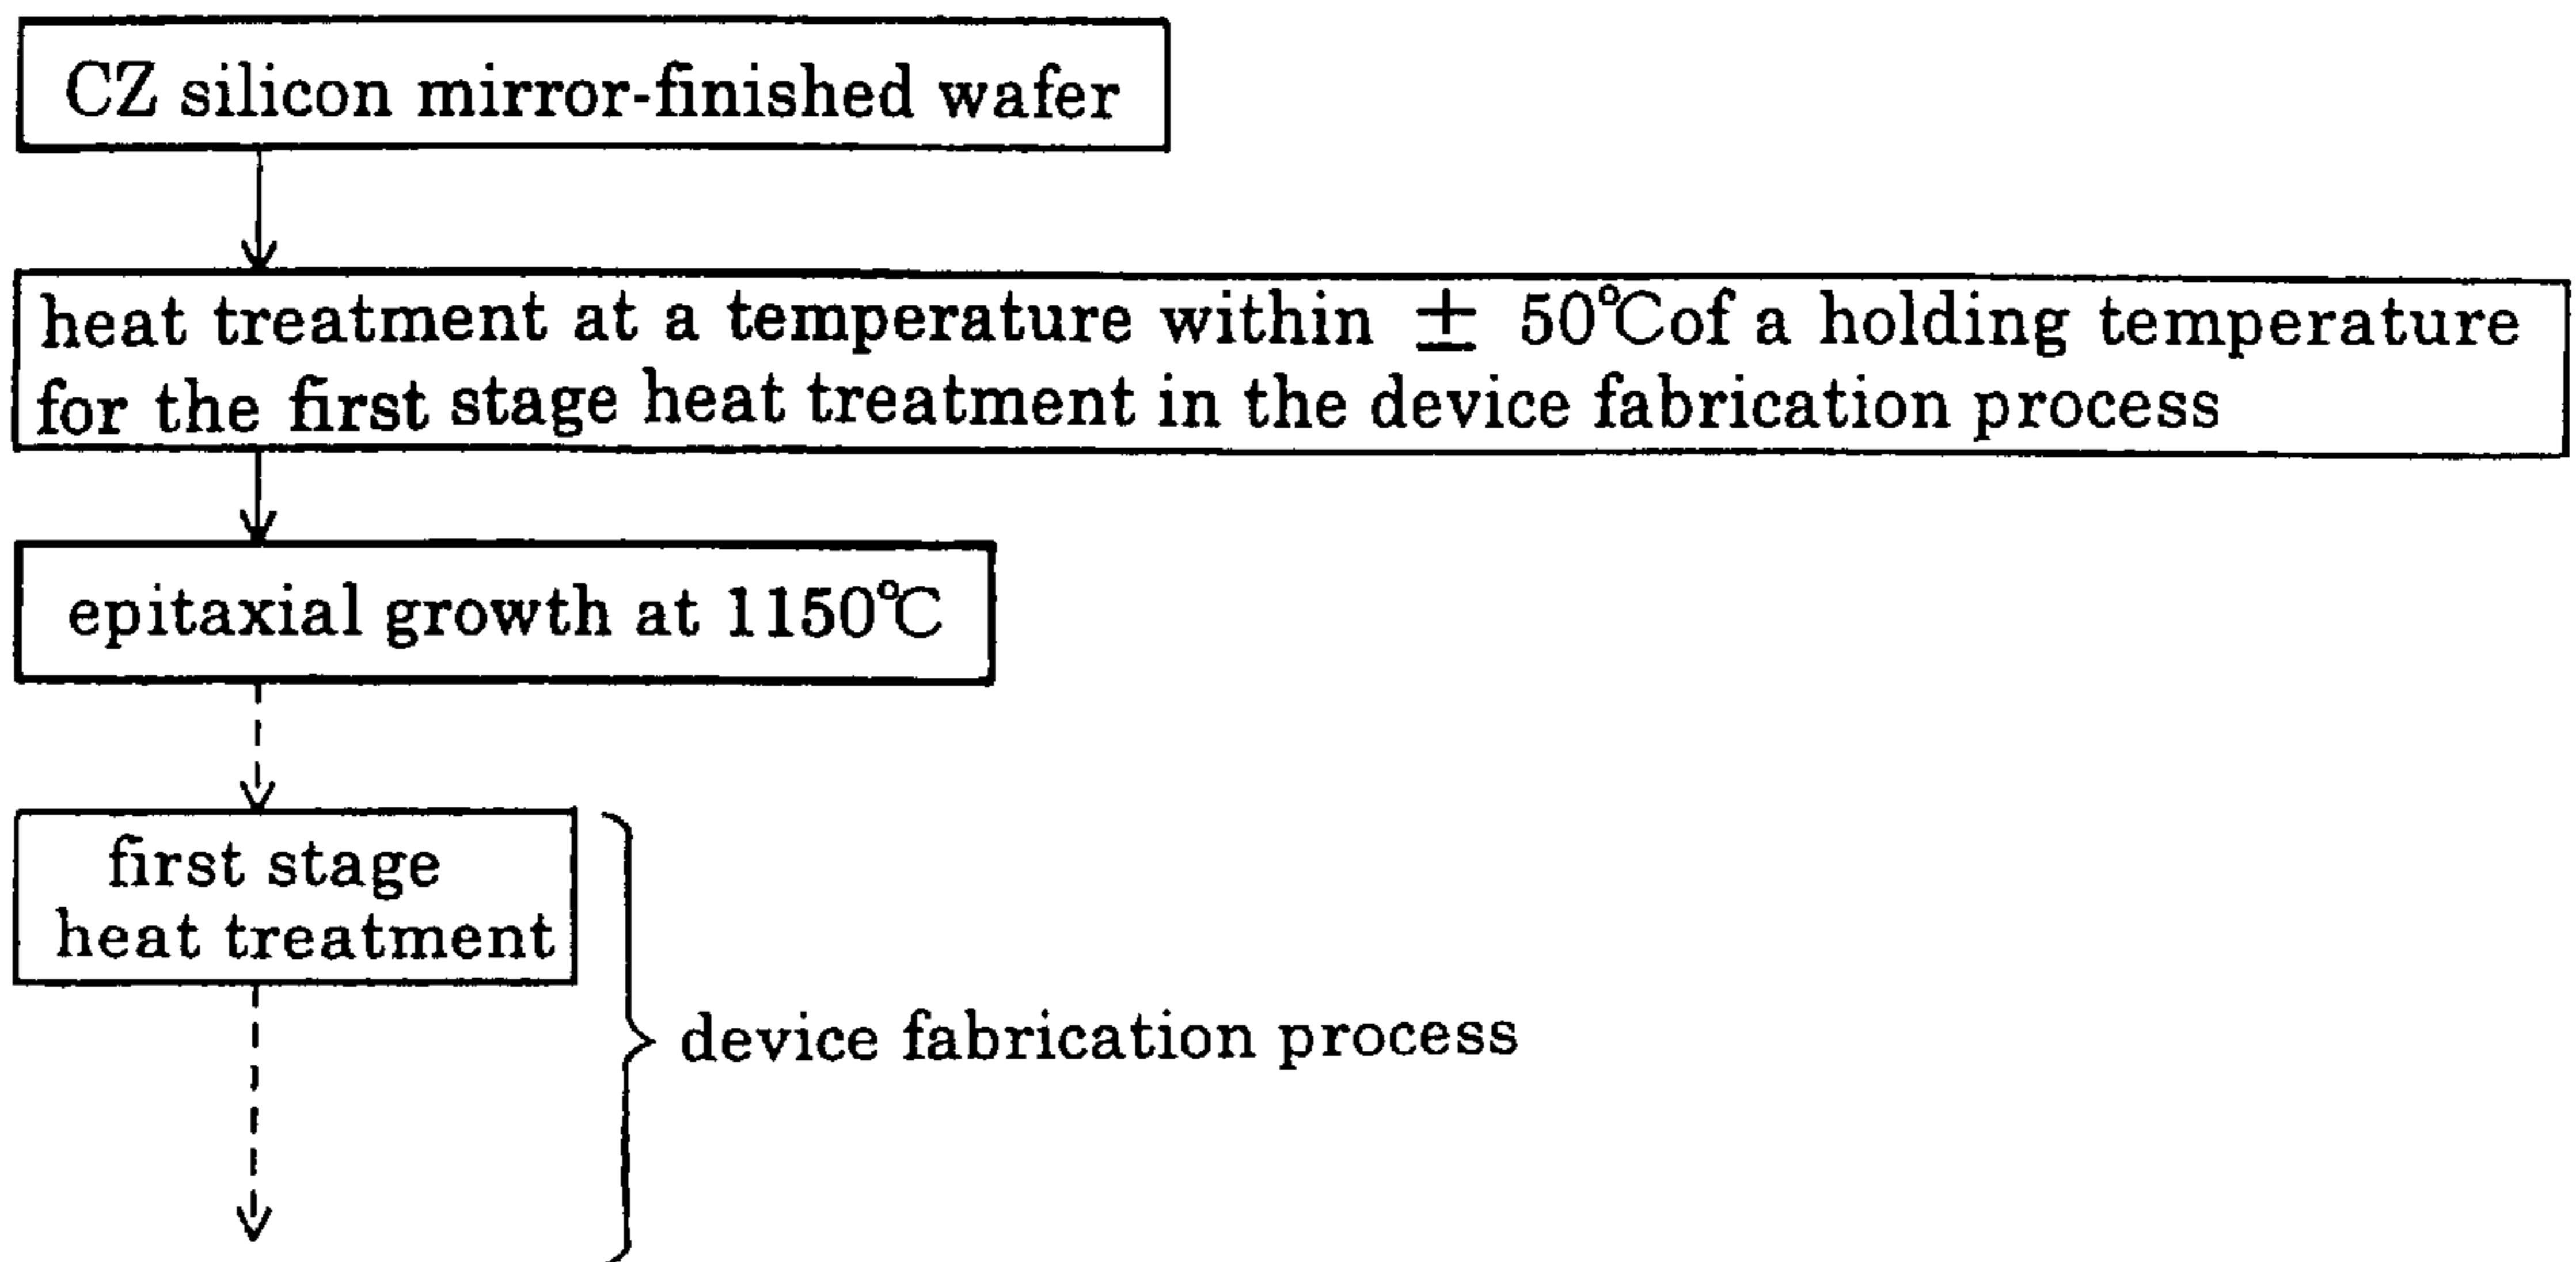 CZ silicon mirror-finished wafer
heat treatment at a temperature within ± 50℃of a holding temperature
for the first stage heat treatment in the device fabrication process
epitaxial growth at 1150℃
first stage
heat treatment
device fabrication process